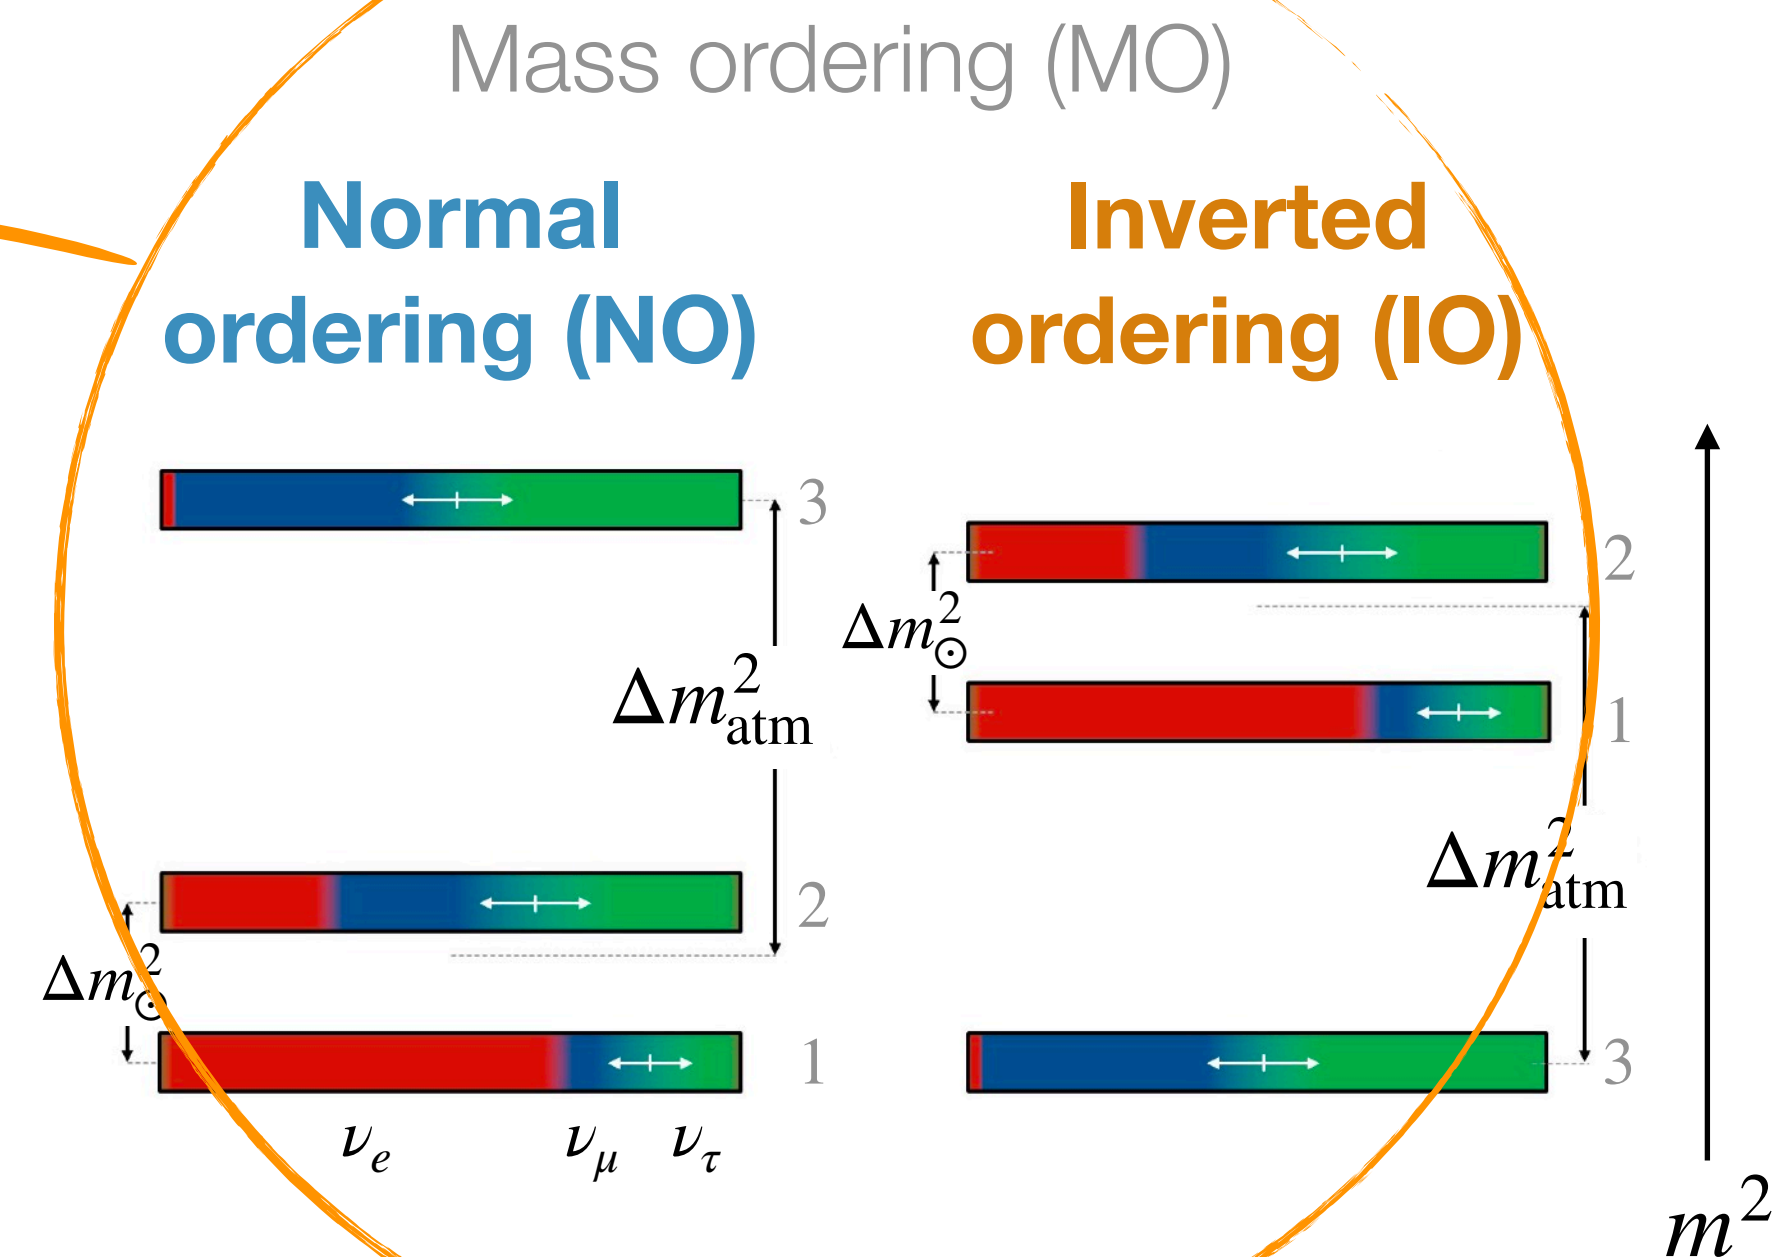 Mass ordering (MO)
Normal
ordering (NO)
Inverted
ordering (IO)
3
Δm²atm
2
Δm²⊙
1
νe νμ ντ
2
Δm²⊙
1
Δm²atm
3
m²